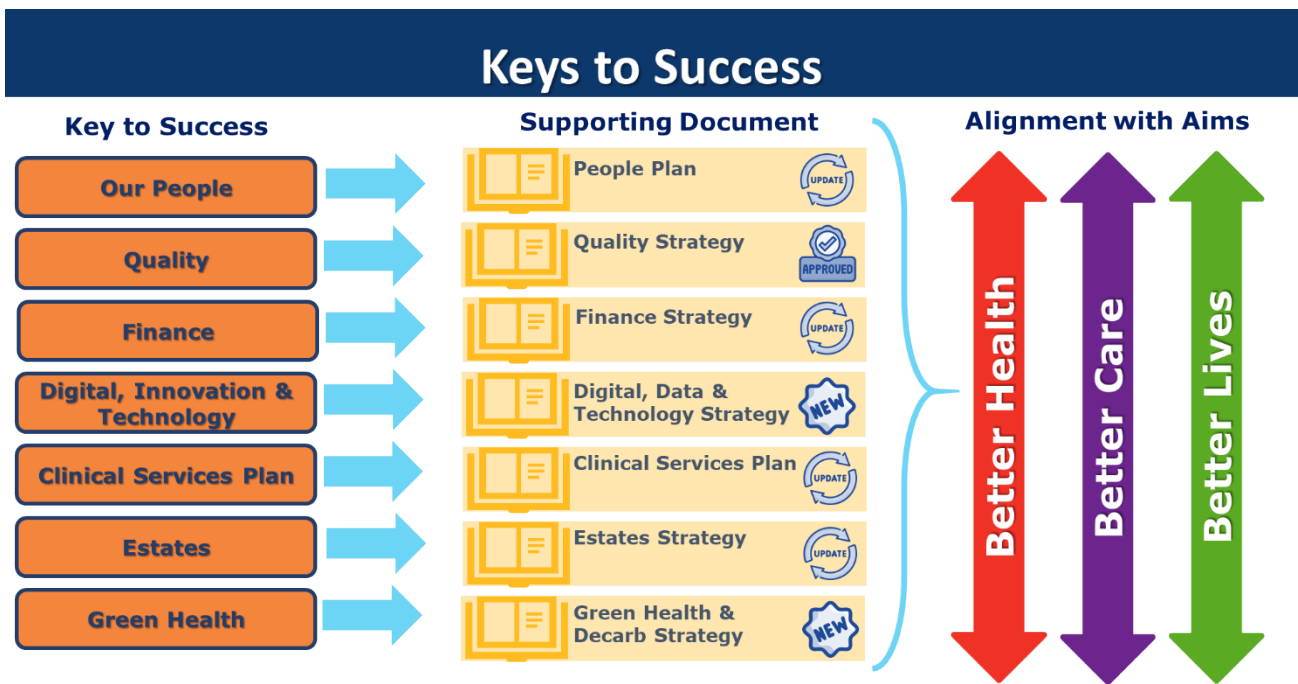 Keys to Success
Key to Success
Supporting Document
Alignment with Aims
Our People
People Plan
UPDATE
Quality
Quality Strategy
APPROVED
Finance
Finance Strategy
UPDATE
Digital, Innovation &
Technology
Digital, Data &
Technology Strategy
NEW
Clinical Services Plan
Clinical Services Plan
UPDATE
Estates
Estates Strategy
UPDATE
Green Health
Green Health &
Decarb Strategy
NEW
Better Health
Better Care
Better Lives